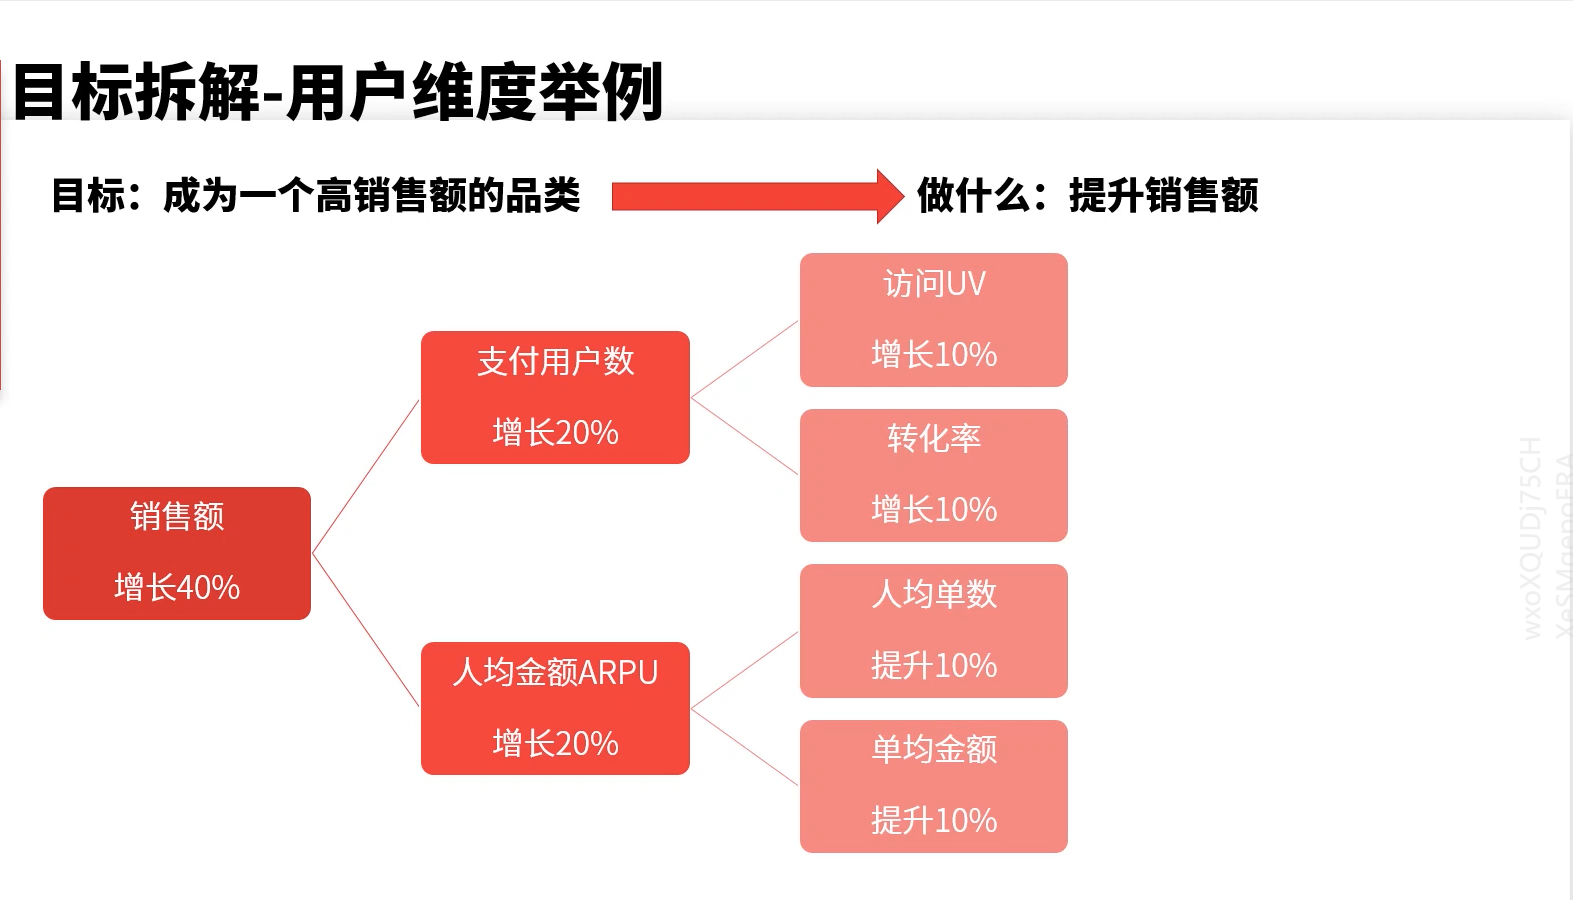 目标拆解-用户维度举例
目标：成为一个高销售额的品类
做什么：提升销售额
访问UV
增长10%
支付用户数
增长20%
转化率
增长10%
销售额
增长40%
人均单数
提升10%
人均金额ARPU
增长20%
单均金额
提升10%
wxoXQUDj75CH